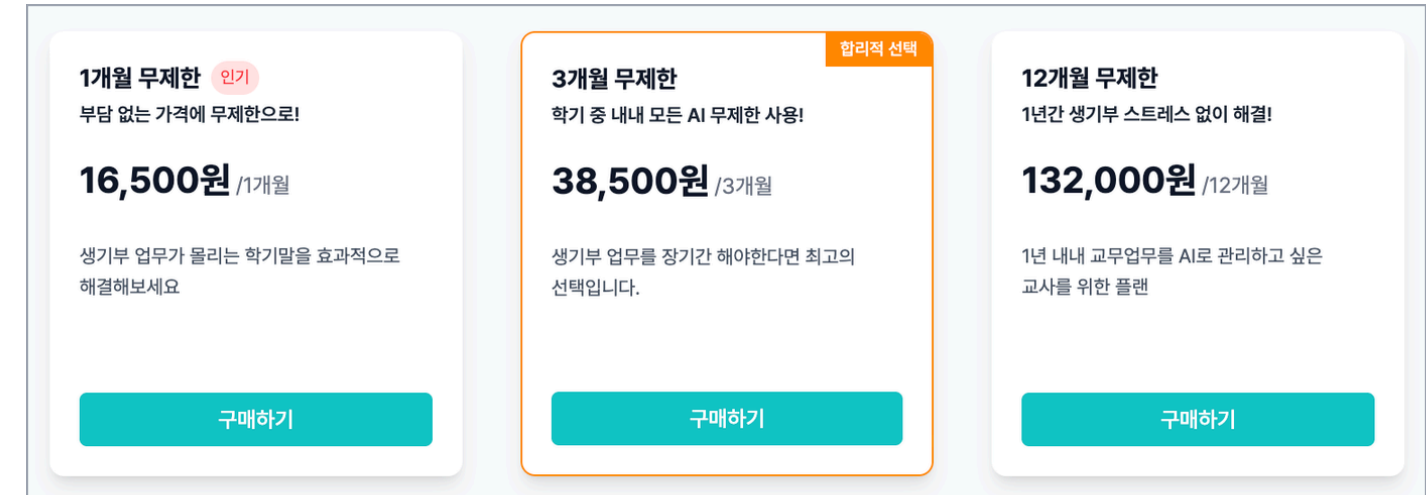 1개월 무제한 인기
부담 없는 가격에 무제한으로!
16,500원 /1개월
생기부 업무가 몰리는 학기말을 효과적으로
해결해보세요
구매하기
합리적 선택
3개월 무제한
학기 중 내내 모든 AI 무제한 사용!
38,500원 /3개월
생기부 업무를 장기간 해야한다면 최고의
선택입니다.
구매하기
12개월 무제한
1년간 생기부 스트레스 없이 해결!
132,000원 /12개월
1년 내내 교무업무를 AI로 관리하고 싶은
교사를 위한 플랜
구매하기